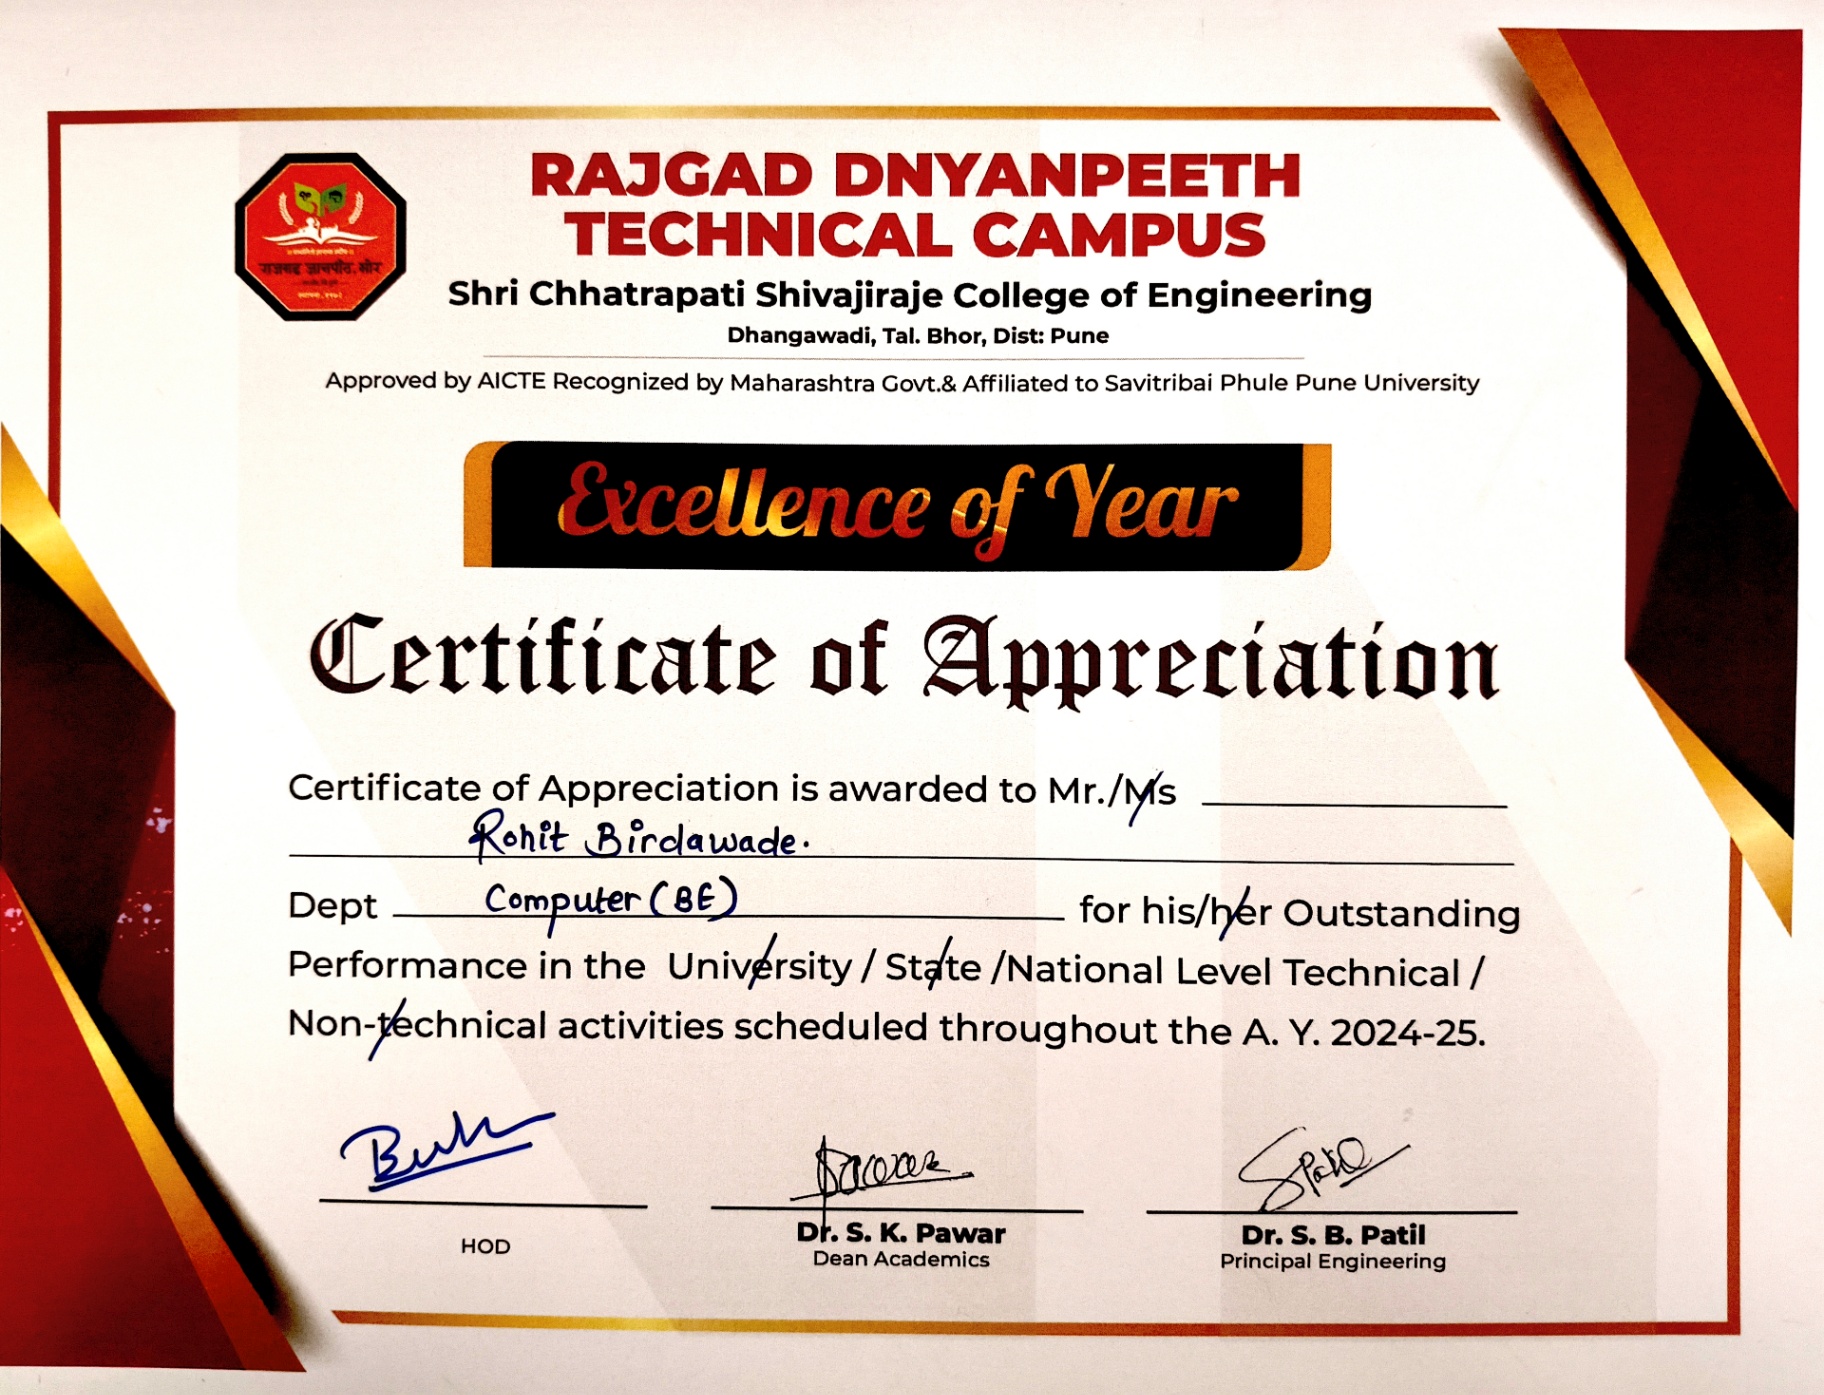 RAJGAD DNYANPEETH
TECHNICAL CAMPUS
Shri Chhatrapati Shivajiraje College of Engineering
Dhangawadi, Tal. Bhor, Dist: Pune
Approved by AICTE Recognized by Maharashtra Govt.& Affiliated to Savitribai Phule Pune University
राजगड ज्ञानपीठ, भोर
Excellence of Year
Certificate of Appreciation
Certificate of Appreciation is awarded to Mr./Ms
Rohit Birdawade.
Dept Computer (BE) for his/her Outstanding
Performance in the University / State /National Level Technical /
Non-technical activities scheduled throughout the A. Y. 2024-25.
HOD
Dr. S. K. Pawar
Dean Academics
SPatil
Dr. S. B. Patil
Principal Engineering